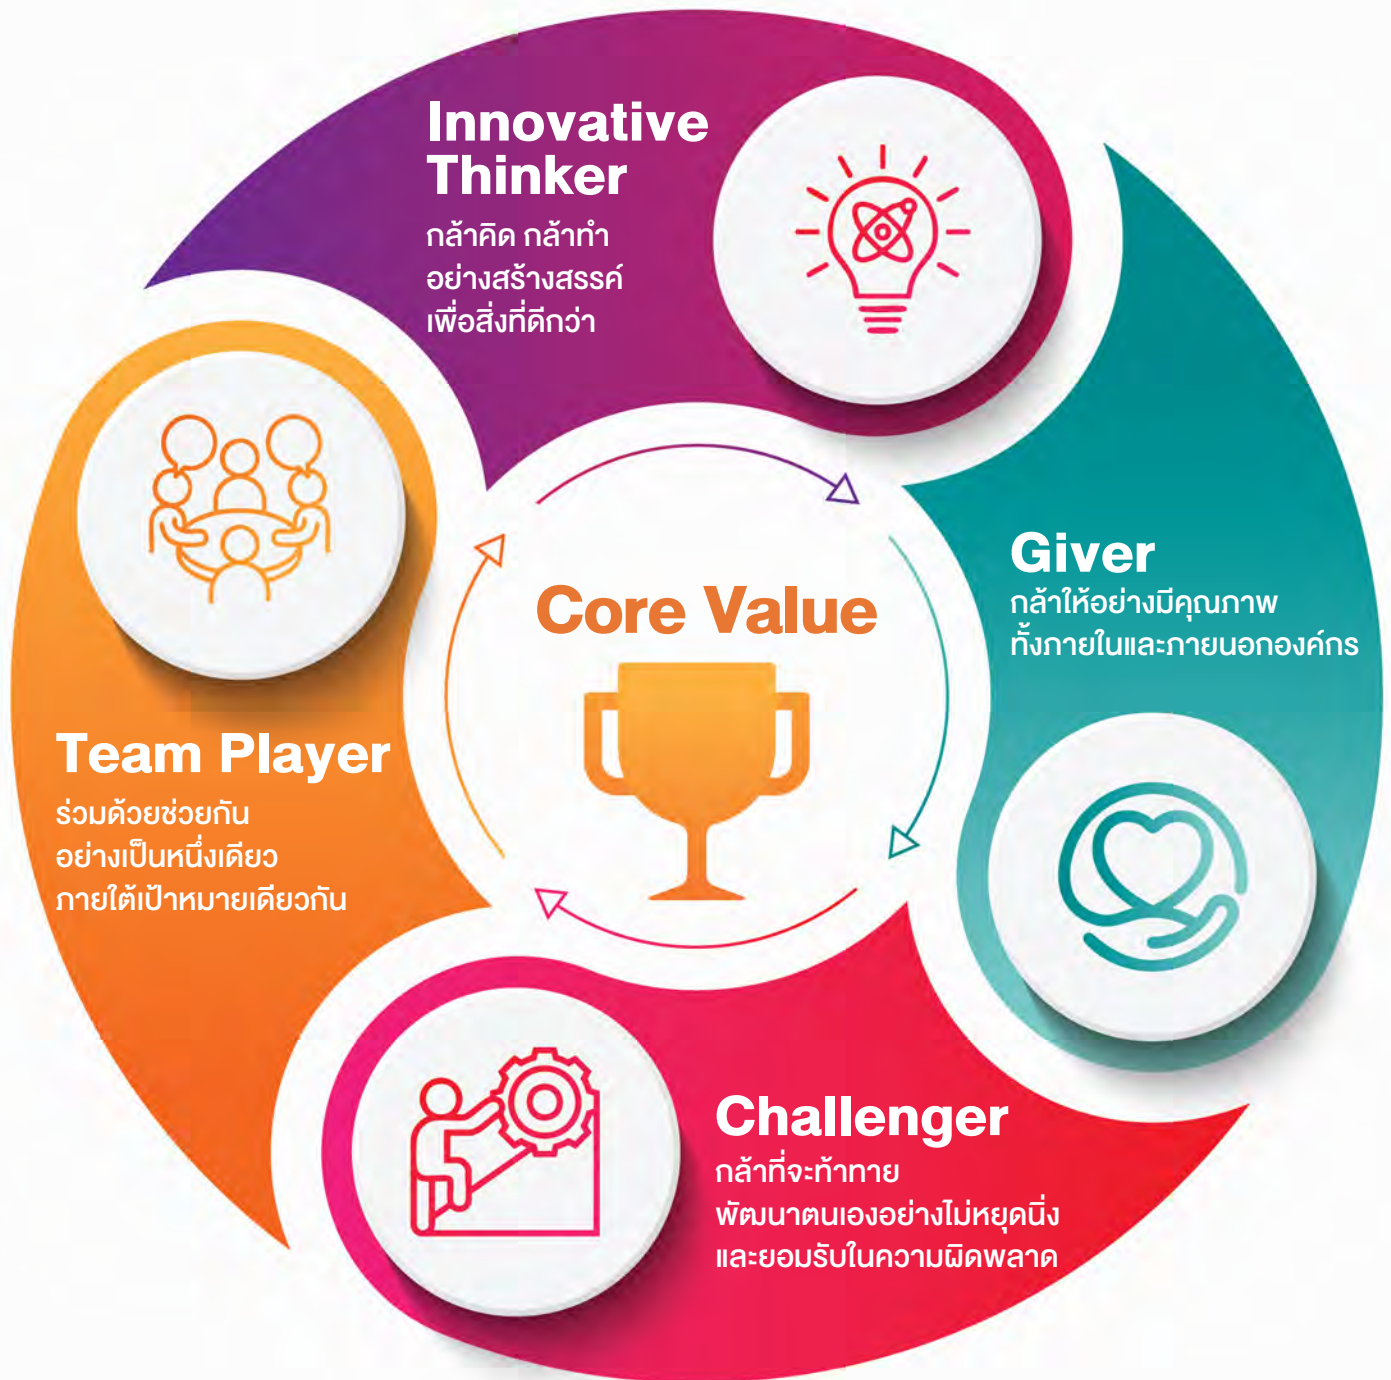 Innovative
Thinker
กล้าคิด กล้าทำ
อย่างสร้างสรรค์
เพื่อสิ่งที่ดีกว่า
Giver
กล้าให้อย่างมีคุณภาพ
ทั้งภายในและภายนอกองค์กร
Core Value
Team Player
ร่วมด้วยช่วยกัน
อย่างเป็นหนึ่งเดียว
ภายใต้เป้าหมายเดียวกัน
Challenger
กล้าที่จะท้าทาย
พัฒนาตนเองอย่างไม่หยุดนิ่ง
และยอมรับในความผิดพลาด